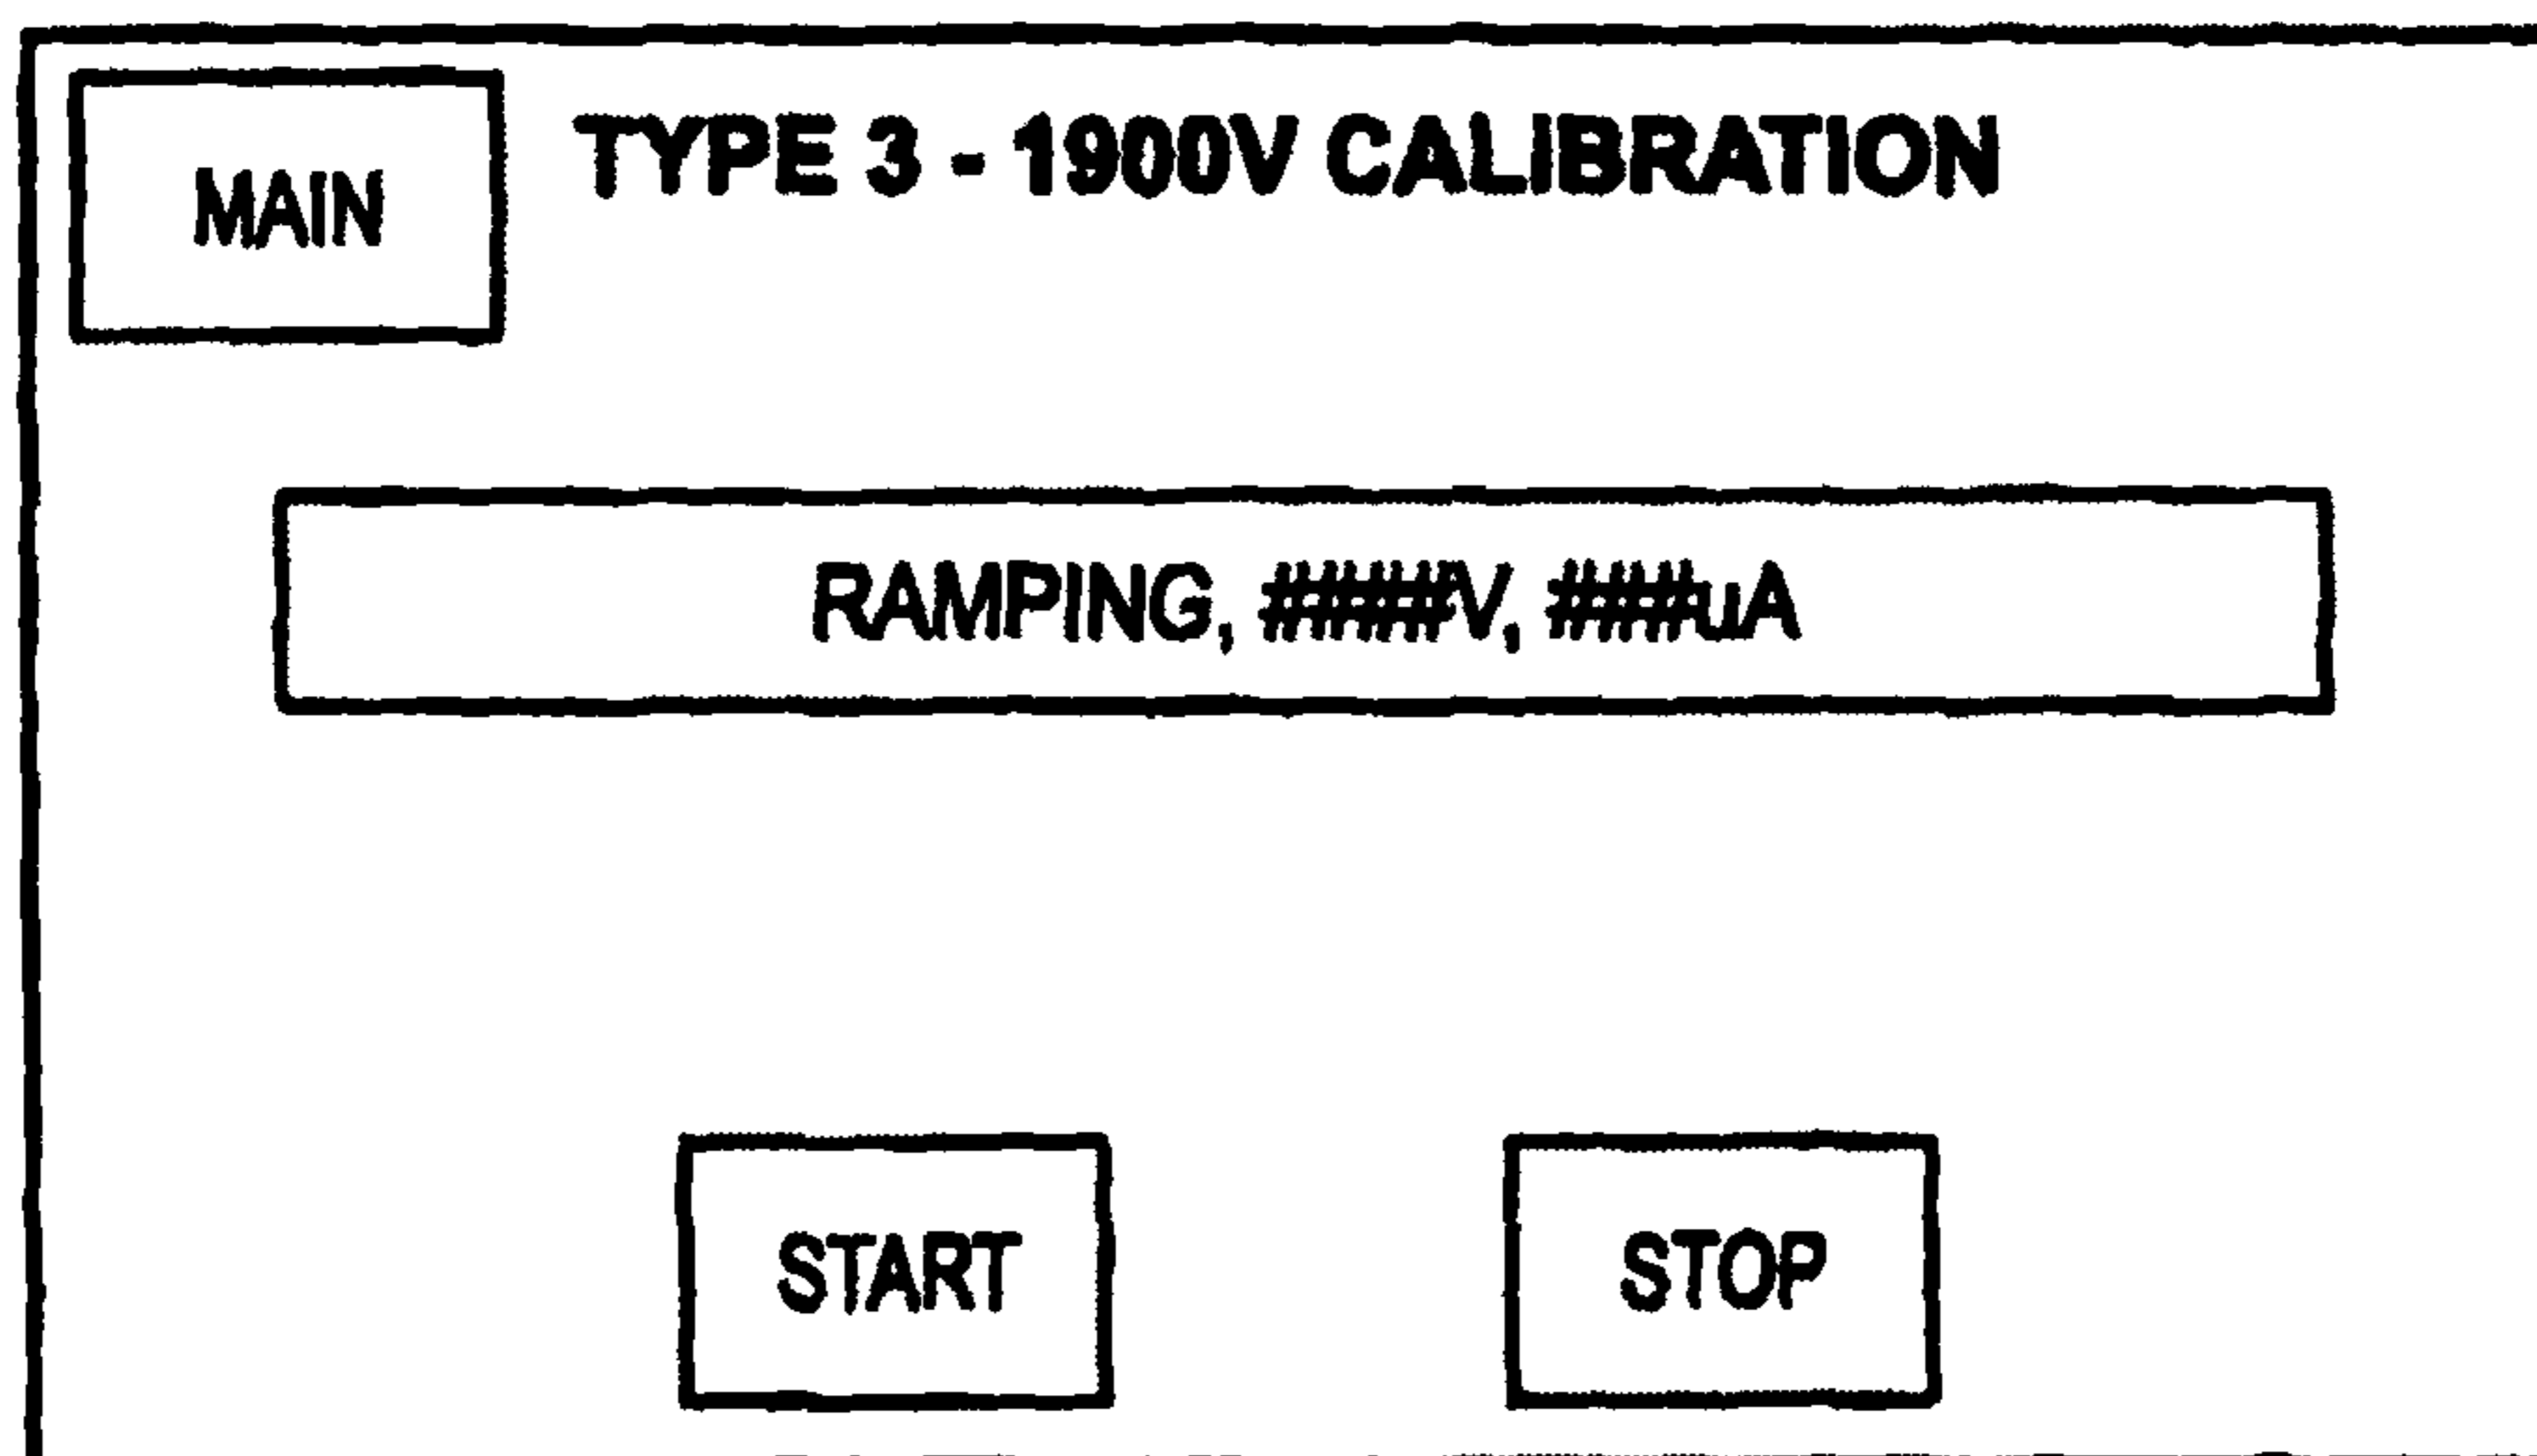 TYPE 3 - 1900V CALIBRATION
MAIN
RAMPING, ####V, ###uA
START
STOP